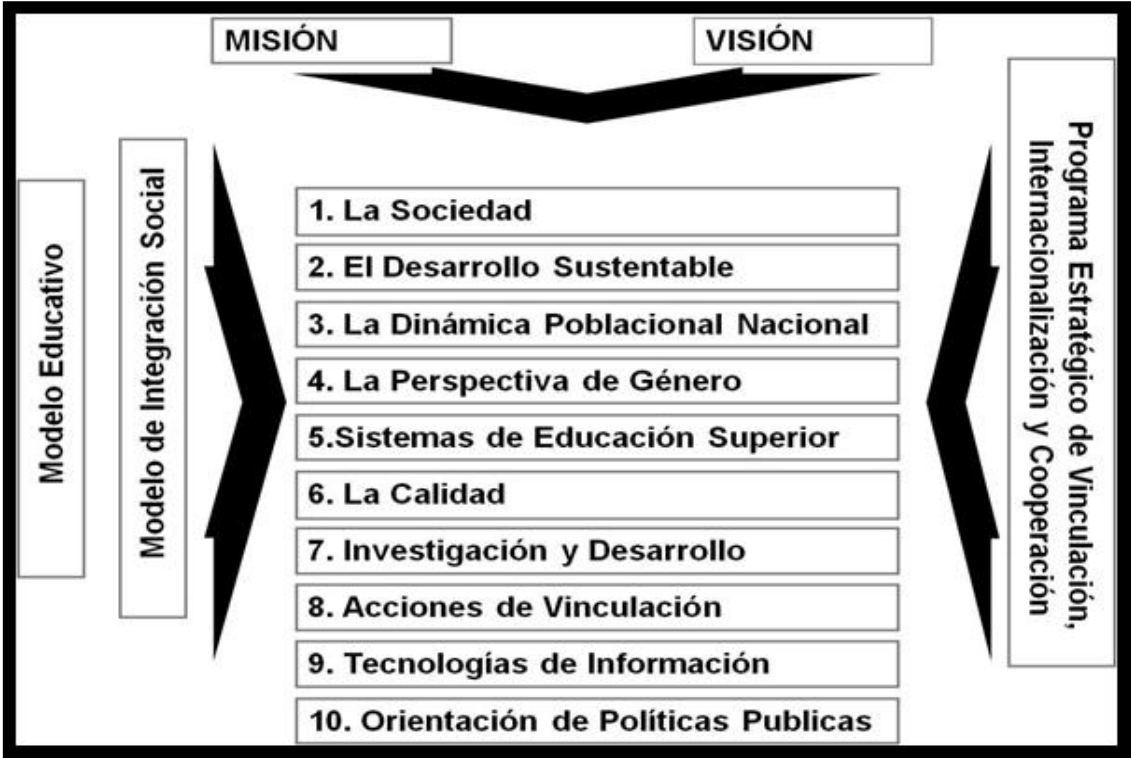 MISIÓN
VISIÓN
Modelo Educativo
Modelo de Integración Social
1. La Sociedad
2. El Desarrollo Sustentable
3. La Dinámica Poblacional Nacional
4. La Perspectiva de Género
5.Sistemas de Educación Superior
6. La Calidad
7. Investigación y Desarrollo
8. Acciones de Vinculación
9. Tecnologías de Información
10. Orientación de Políticas Publicas
Programa Estratégico de Vinculación,
Internacionalización y Cooperación